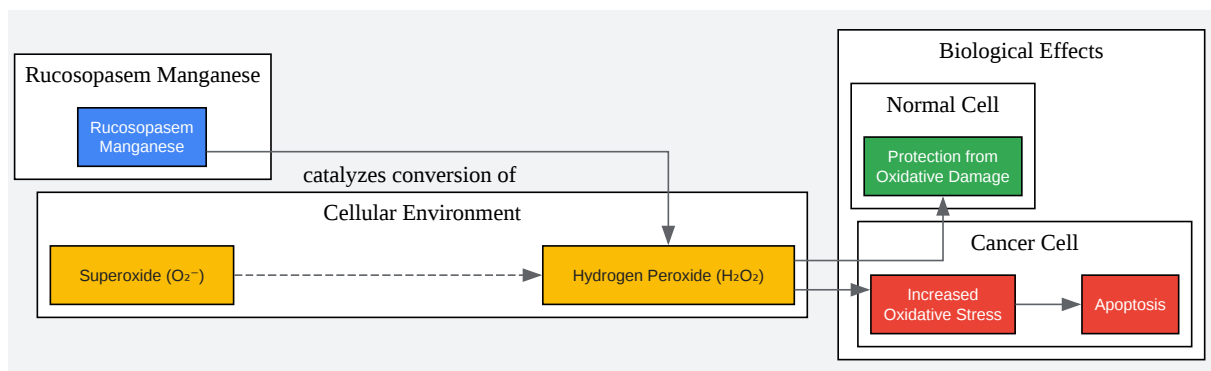 Rucosopasem Manganese
Rucosopasem
Manganese
catalyzes conversion of
Cellular Environment
Superoxide (O₂⁻)
Hydrogen Peroxide (H₂O₂)
Biological Effects
Normal Cell
Protection from
Oxidative Damage
Cancer Cell
Increased
Oxidative Stress
Apoptosis